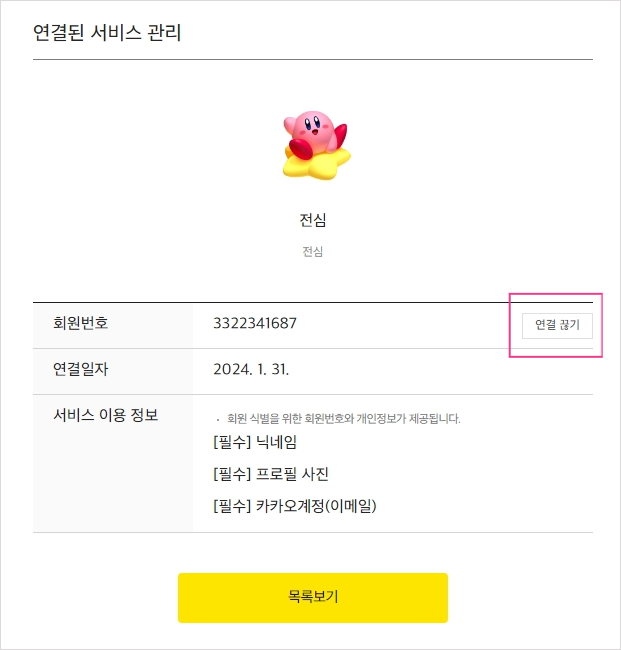 연결된 서비스 관리
전심
전심
회원번호
3322341687
연결 끊기
연결일자
2024. 1. 31.
서비스 이용 정보
· 회원 식별을 위한 회원번호와 개인정보가 제공됩니다.
[필수] 닉네임
[필수] 프로필 사진
[필수] 카카오계정(이메일)
목록보기